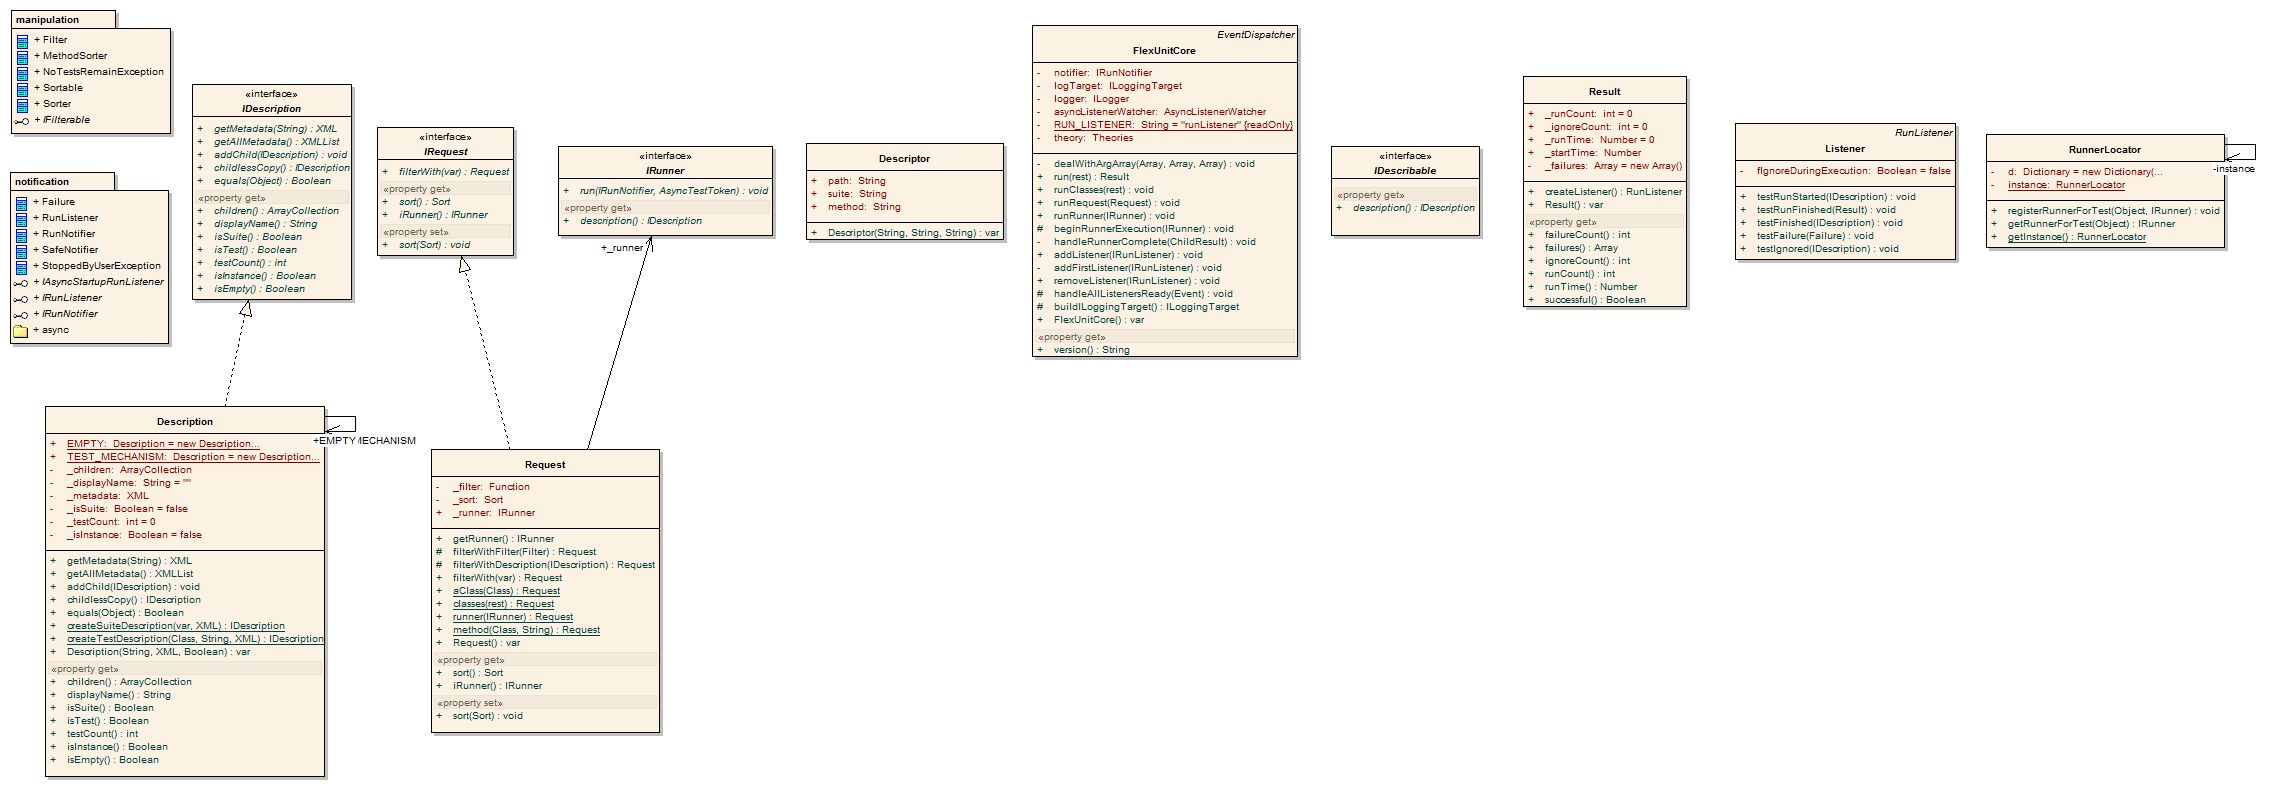 manipulation
+ Filter
+ MethodSorter
+ NoTestsRemainException
+ Sortable
+ Sorter
+ IFilterable
notification
+ Failure
+ RunListener
+ RunNotifier
+ SafeNotifier
+ StoppedByUserException
+ IAsyncStartupRunListener
+ IRunListener
+ IRunNotifier
+ async
«interface»
IDescription
+ getMetadata(String) : XML
+ getAllMetadata() : XMLList
+ addChild(IDescription) : void
+ childlessCopy() : IDescription
+ equals(Object) : Boolean
«property get»
+ children() : ArrayCollection
+ displayName() : String
+ isSuite() : Boolean
+ isTest() : Boolean
+ testCount() : int
+ isInstance() : Boolean
+ isEmpty() : Boolean
«interface»
IRequest
+ filterWith(var) : Request
«property get»
+ sort() : Sort
+ iRunner() : IRunner
«property set»
+ sort(Sort) : void
«interface»
IRunner
+ run(IRunNotifier, AsyncTestToken) : void
«property get»
+ description() : IDescription
+_runner
Descriptor
+ path: String
+ suite: String
+ method: String
+ Descriptor(String, String, String) : var
EventDispatcher
FlexUnitCore
- notifier: IRunNotifier
- logTarget: ILoggingTarget
- logger: ILogger
- asyncListenerWatcher: AsyncListenerWatcher
- RUN_LISTENER: String = "runListener" {readOnly}
- theory: Theories
- dealWithArgArray(Array, Array, Array) : void
+ run(rest) : Result
+ runClasses(rest) : void
+ runRequest(Request) : void
+ runRunner(IRunner) : void
# beginRunnerExecution(IRunner) : void
- handleRunnerComplete(ChildResult) : void
+ addListener(IRunListener) : void
- addFirstListener(IRunListener) : void
+ removeListener(IRunListener) : void
# handleAllListenersReady(Event) : void
# buildILoggingTarget() : ILoggingTarget
+ FlexUnitCore() : var
«property get»
+ version() : String
«interface»
IDescribable
«property get»
+ description() : IDescription
Result
+ _runCount: int = 0
+ _ignoreCount: int = 0
+ _runTime: Number = 0
+ _startTime: Number
- _failures: Array = new Array()
+ createListener() : RunListener
+ Result() : var
«property get»
+ failureCount() : int
+ failures() : Array
+ ignoreCount() : int
+ runCount() : int
+ runTime() : Number
+ successful() : Boolean
RunListener
Listener
- fIgnoreDuringExecution: Boolean = false
+ testRunStarted(IDescription) : void
+ testRunFinished(Result) : void
+ testFinished(IDescription) : void
+ testFailure(Failure) : void
+ testIgnored(IDescription) : void
RunnerLocator
- d: Dictionary = new Dictionary(...
- instance: RunnerLocator
+ registerRunnerForTest(Object, IRunner) : void
+ getRunnerForTest(Object) : IRunner
+ getInstance() : RunnerLocator
-instance
Description
+ EMPTY: Description = new Description...
+ TEST_MECHANISM: Description = new Description...
- _children: ArrayCollection
- _displayName: String = ""
- _metadata: XML
- _isSuite: Boolean = false
- _testCount: int = 0
- _isInstance: Boolean = false
+ getMetadata(String) : XML
+ getAllMetadata() : XMLList
+ addChild(IDescription) : void
+ childlessCopy() : IDescription
+ equals(Object) : Boolean
+ createSuiteDescription(var, XML) : IDescription
+ createTestDescription(Class, String, XML) : IDescription
+ Description(String, XML, Boolean) : var
«property get»
+ children() : ArrayCollection
+ displayName() : String
+ isSuite() : Boolean
+ isTest() : Boolean
+ testCount() : int
+ isInstance() : Boolean
+ isEmpty() : Boolean
+EMPTY
Request
- _filter: Function
- _sort: Sort
+ _runner: IRunner
+ getRunner() : IRunner
# filterWithFilter(Filter) : Request
# filterWithDescription(IDescription) : Request
+ filterWith(var) : Request
+ aClass(Class) : Request
+ classes(rest) : Request
+ runner(IRunner) : Request
+ method(Class, String) : Request
+ Request() : var
«property get»
+ sort() : Sort
+ iRunner() : IRunner
«property set»
+ sort(Sort) : void